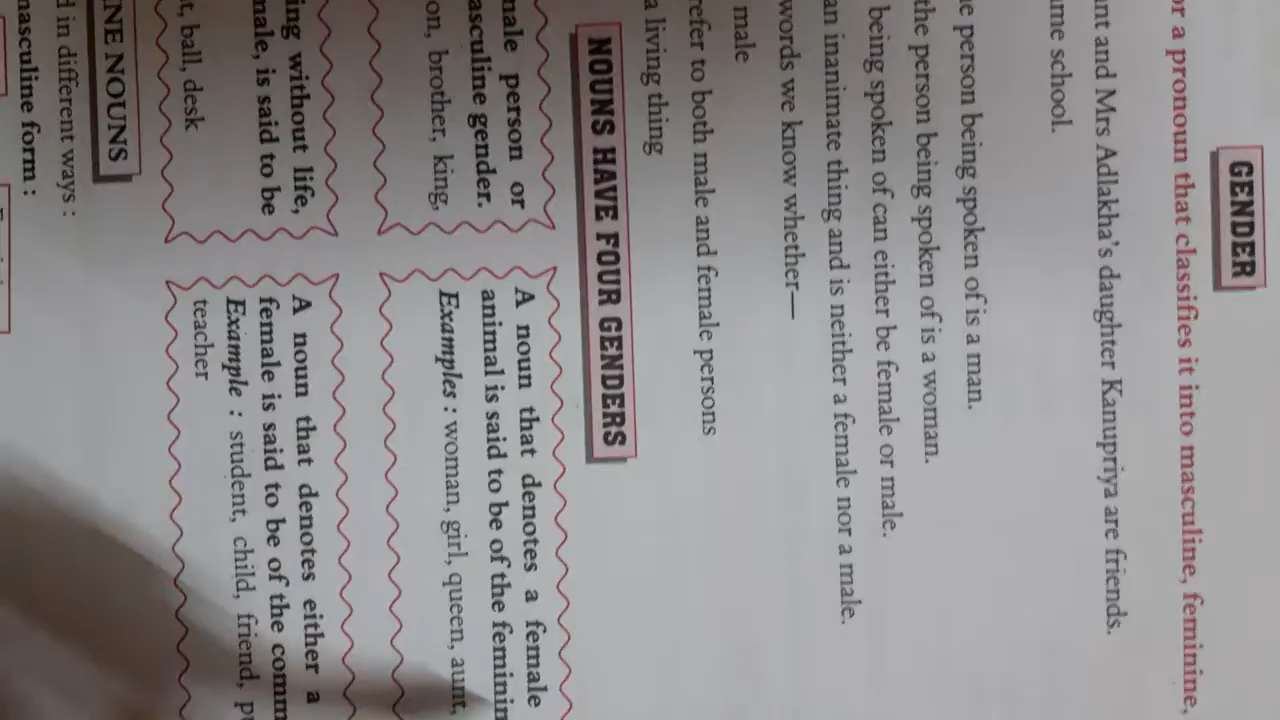 GENDER
or a pronoun that classifies it into masculine, feminine,
nt and Mrs Adlakha's daughter Kanupriya are friends.
me school.
e person being spoken of is a man.
the person being spoken of is a woman.
being spoken of can either be female or male.
an inanimate thing and is neither a female nor a male.
words we know whether—
male
refer to both male and female persons
a living thing
NOUNS HAVE FOUR GENDERS
male person or
asculine gender.
on, brother, king,
A noun that denotes a female
animal is said to be of the feminin
Examples : woman, girl, queen, aunt,
ing without life,
male, is said to be
t, ball, desk
A noun that denotes either a
female is said to be of the comm
Example : student, child, friend, pu
teacher
INE NOUNS
d in different ways :
masculine form :